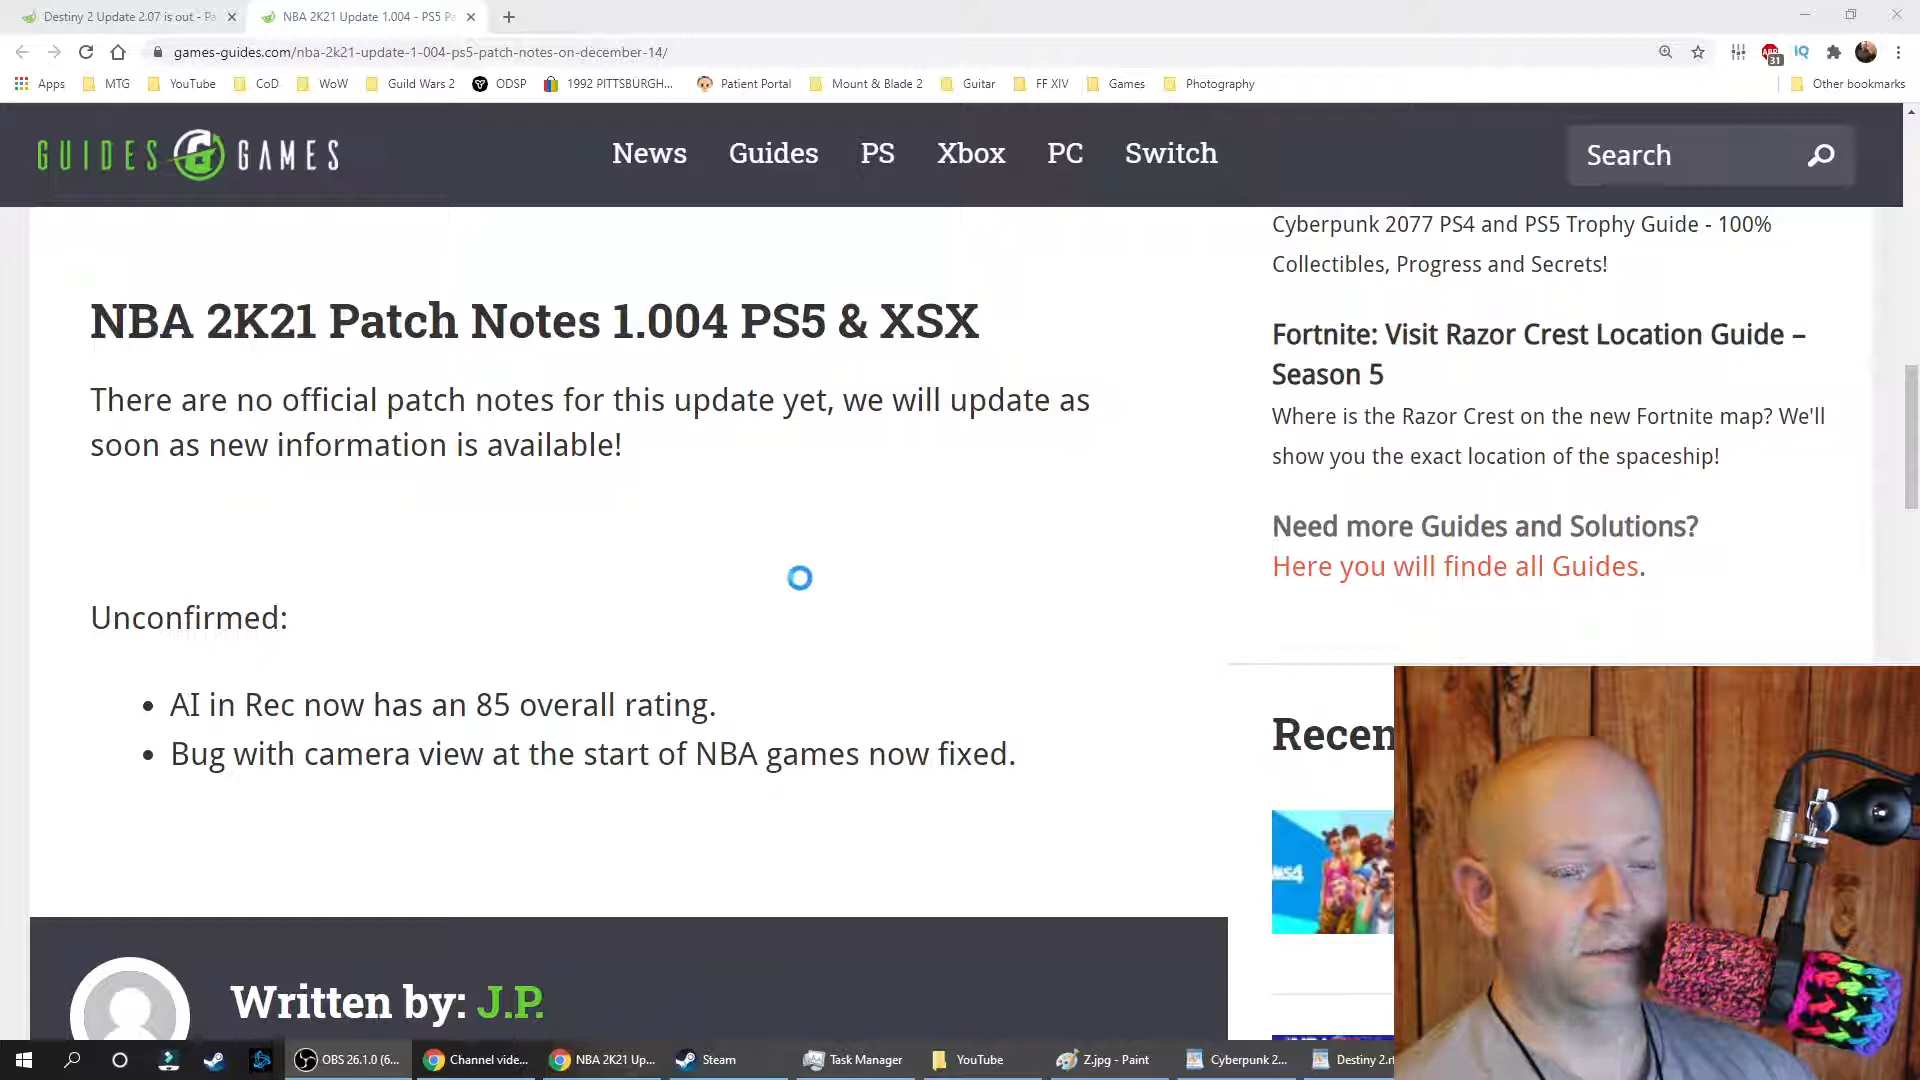 Destiny 2 Update 2.07 is out - Pa
NBA 2K21 Update 1.004 - PS5 Pa
games-guides.com/nba-2k21-update-1-004-ps5-patch-notes-on-december-14/
ABP
31
IQ
Apps
MTG
YouTube
CoD
WoW
Guild Wars 2
ODSP
1992 PITTSBURGH...
Patient Portal
Mount & Blade 2
Guitar
FF XIV
Games
Photography
Other bookmarks
GUIDES GAMES
News
Guides
PS
Xbox
PC
Switch
Search
NBA 2K21 Patch Notes 1.004 PS5 & XSX
There are no official patch notes for this update yet, we will update as
soon as new information is available!
Unconfirmed:
• AI in Rec now has an 85 overall rating.
• Bug with camera view at the start of NBA games now fixed.
Written by: J.P.
Cyberpunk 2077 PS4 and PS5 Trophy Guide - 100%
Collectibles, Progress and Secrets!
Fortnite: Visit Razor Crest Location Guide –
Season 5
Where is the Razor Crest on the new Fortnite map? We'll
show you the exact location of the spaceship!
Need more Guides and Solutions?
Here you will finde all Guides.
Recen
MS4
OBS 26.1.0 (6...
Channel vide...
NBA 2K21 Up...
Steam
Task Manager
YouTube
Z.jpg - Paint
Cyberpunk 2...
Destiny 2.rt